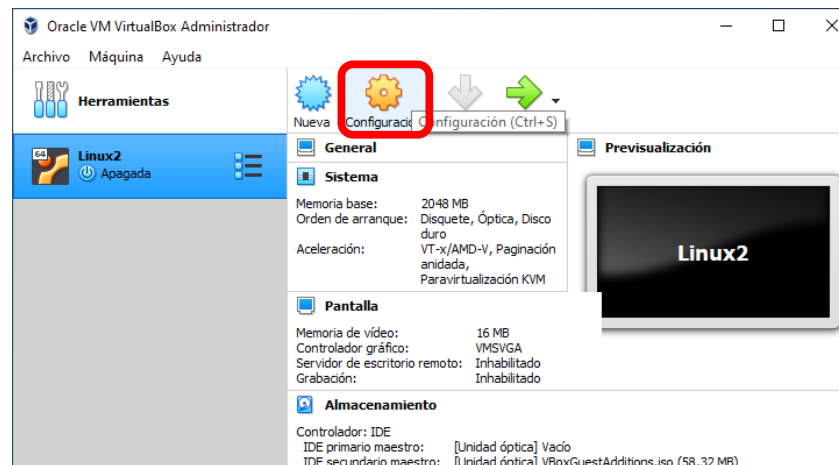 Oracle VM VirtualBox Administrador
Archivo Máquina Ayuda
Herramientas
Nueva
Configuración (Ctrl+S)
64
Linux2
Apagada
General
Previsualización
Sistema
Memoria base: 2048 MB
Orden de arranque: Disquete, Óptica, Disco
duro
Aceleración: VT-x/AMD-V, Paginación
anidada,
Paravirtualización KVM
Linux2
Pantalla
Memoria de vídeo: 16 MB
Controlador gráfico: VMSVGA
Servidor de escritorio remoto: Inhabilitado
Grabación: Inhabilitado
Almacenamiento
Controlador: IDE
IDE primario maestro: [Unidad óptica] Vacío
IDE secundario maestro: [Unidad óptica] VBoxGuestAdditions.iso (58,32 MB)